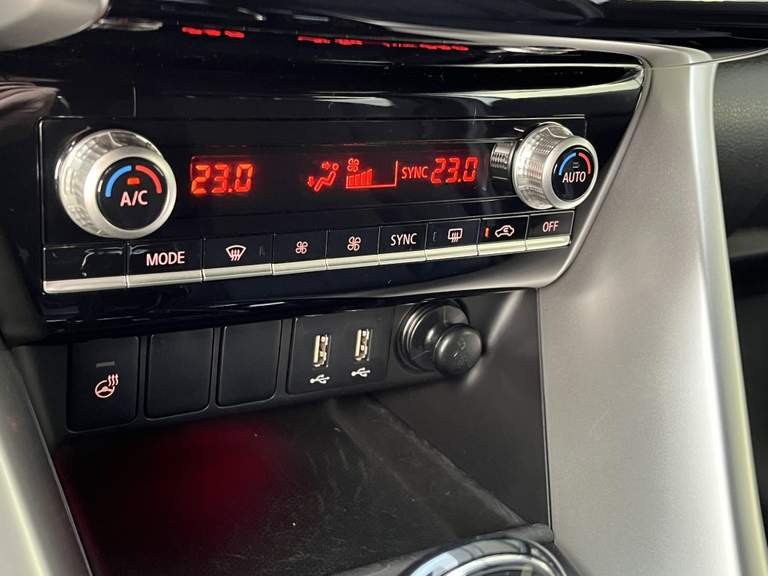 23.0 SYNC 23.0
A/C AUTO
MODE SYNC OFF